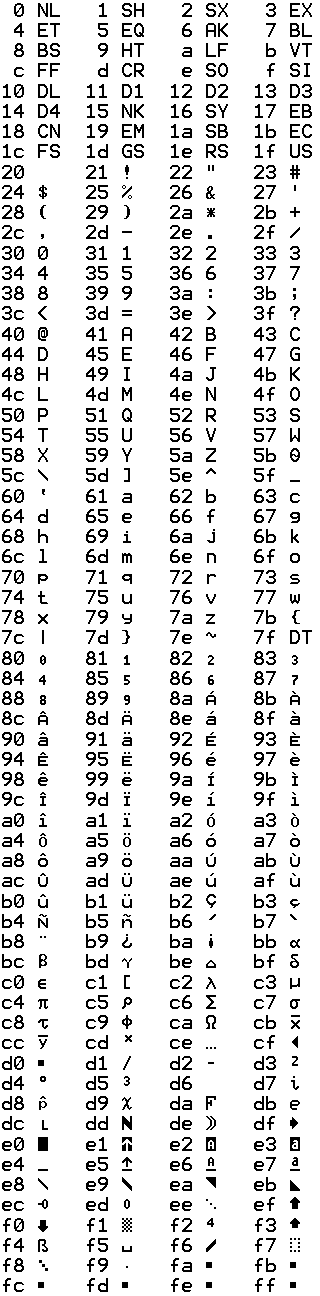 0 NL 1 SH 2 SX 3 EX
4 ET 5 EQ 6 AK 7 BL
8 BS 9 HT a LF b VT
c FF d CR e SO f SI
10 DL 11 D1 12 D2 13 D3
14 D4 15 NK 16 SY 17 EB
18 CN 19 EM 1a SB 1b EC
1c FS 1d GS 1e RS 1f US
20 21 ! 22 " 23 #
24 $ 25 % 26 & 27 '
28 ( 29 ) 2a * 2b +
2c , 2d - 2e . 2f /
30 0 31 1 32 2 33 3
34 4 35 5 36 6 37 7
38 8 39 9 3a : 3b ;
3c < 3d = 3e > 3f ?
40 @ 41 A 42 B 43 C
44 D 45 E 46 F 47 G
48 H 49 I 4a J 4b K
4c L 4d M 4e N 4f O
50 P 51 Q 52 R 53 S
54 T 55 U 56 V 57 W
58 X 59 Y 5a Z 5b θ
5c \ 5d ] 5e ^ 5f _
60 ‘ 61 a 62 b 63 c
64 d 65 e 66 f 67 g
68 h 69 i 6a j 6b k
6c l 6d m 6e n 6f o
70 p 71 q 72 r 73 s
74 t 75 u 76 v 77 w
78 x 79 y 7a z 7b {
7c | 7d } 7e ~ 7f DT
80 ₀ 81 ₁ 82 ₂ 83 ₃
84 ₄ 85 ₅ 86 ₆ 87 ₇
88 ₈ 89 ₉ 8a Á 8b À
8c Â 8d Ä 8e á 8f à
90 â 91 ä 92 É 93 È
94 Ê 95 Ë 96 é 97 è
98 ê 99 ë 9a Í 9b Ì
9c Î 9d Ï 9e í 9f ì
a0 î a1 ï a2 Ó a3 Ò
a4 Ô a5 Ö a6 ó a7 ò
a8 ô a9 ö aa Ú ab Ù
ac Û ad Ü ae ú af ù
b0 û b1 ü b2 Ç b3 ç
b4 Ñ b5 ñ b6 ´ b7 `
b8 ¨ b9 ¿ ba ¡ bb α
bc β bd γ be Δ bf δ
c0 ε c1 [ c2 λ c3 μ
c4 π c5 ρ c6 Σ c7 σ
c8 τ c9 φ ca Ω cb x̅
cc y̅ cd ˣ ce … cf ◀
d0 ▪ d1 / d2 - d3 ²
d4 ° d5 ³ d6 d7 i
d8 p̂ d9 χ da F db e
dc L dd N de ⸩ df ➧
e0 █ e1 ⇑ e2 A e3 a
e4 _ e5 ↑ e6 A e7 a
e8 \ e9 \ ea ◥ eb ◣
ec ⊸ ed ∘ ee ⋱ ef ⬆
f0 ⬇ f1 ▒ f2 ⁴ f3 ⬆
f4 ß f5 ␣ f6 / f7 ⬚
f8 ⋱ f9 . fa ▪ fb ▪
fc ▪ fd ▪ fe ▪ ff ▪